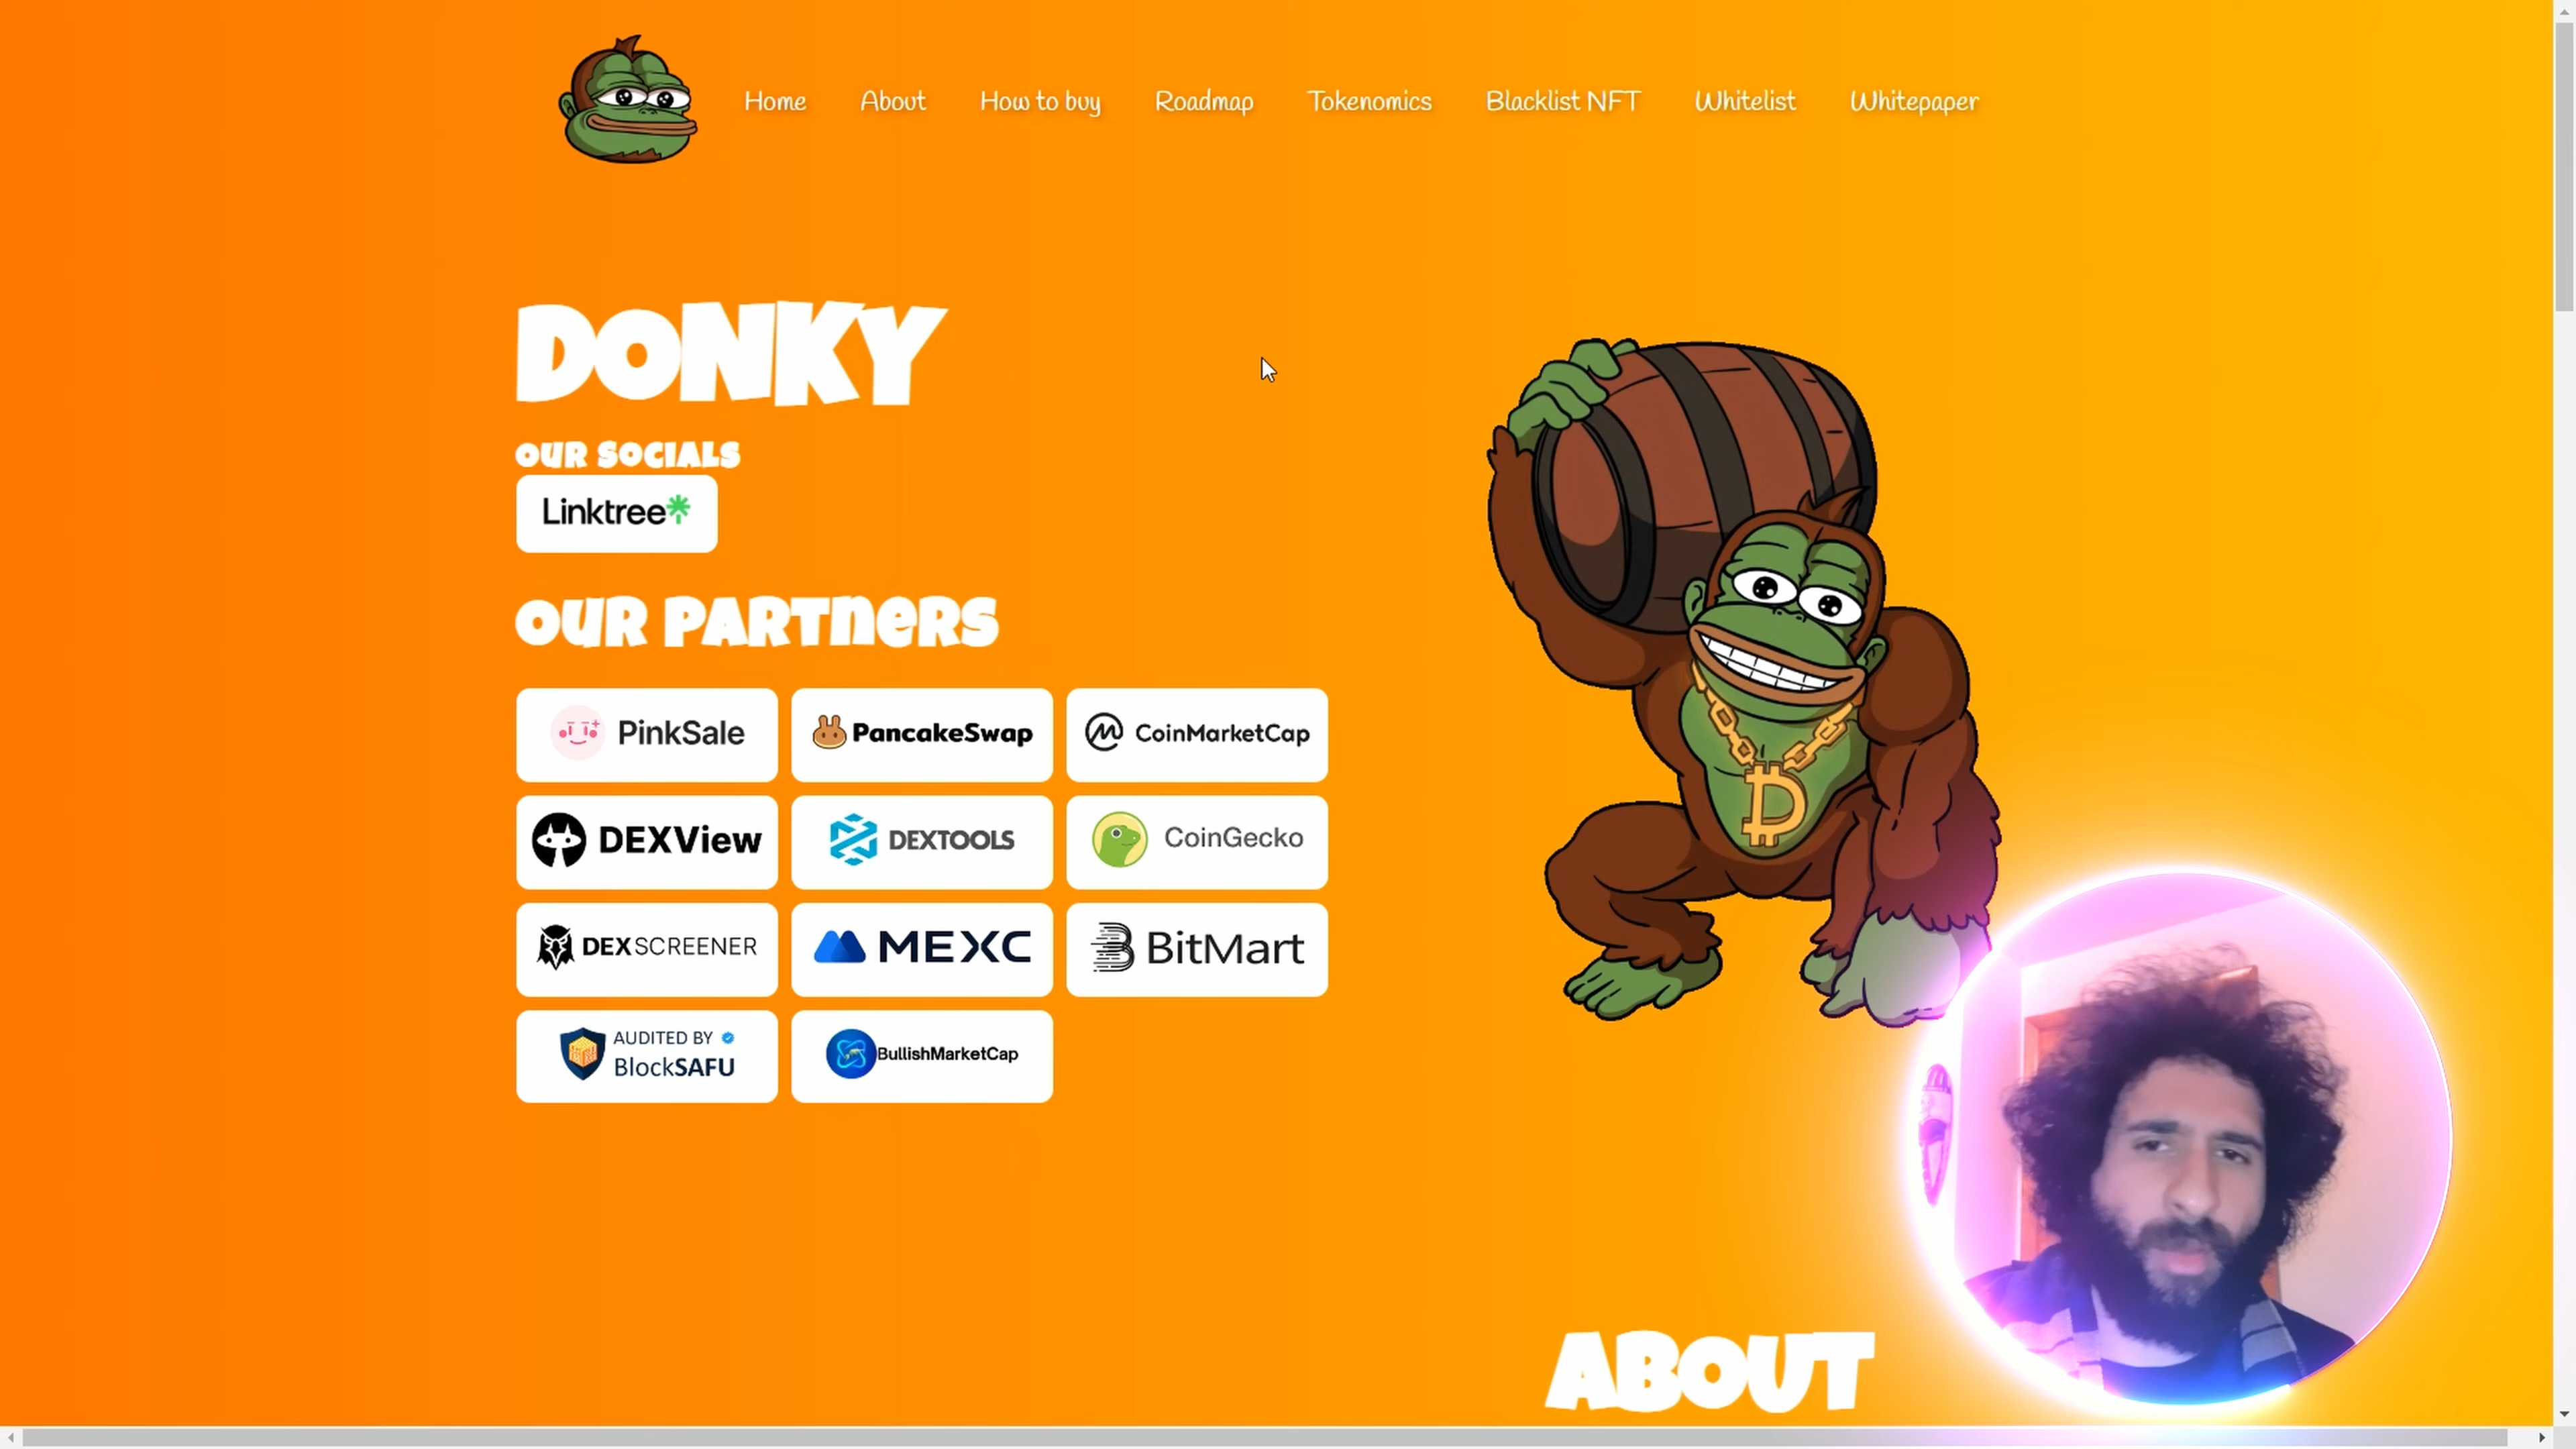 Home About How to buy Roadmap Tokenomics Blacklist NFT Whitelist Whitepaper
DONKY
OUR SOCIALS
Linktree
OUR PARTNERS
PinkSale PancakeSwap CoinMarketCap
DEXView DEXTOOLS CoinGecko
DEXSCREENER MEXC BitMart
AUDITED BY
BlockSAFU BullishMarketCap
ABOUT